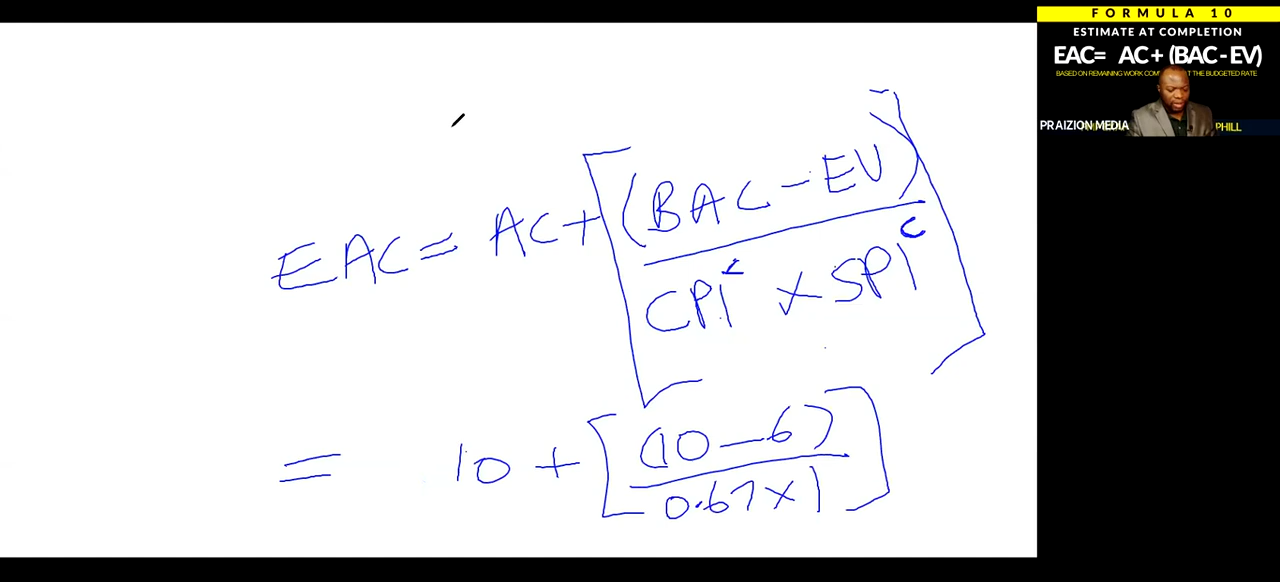 FORMULA 10
ESTIMATE AT COMPLETION
EAC= AC+ (BAC-EV)
PRAIZION MEDIA
PHILL
EAC = AC + [(BAC - EV)
CPI^c × SPI^c]
= 10 + [(10 - 6)
0.67 × 1]